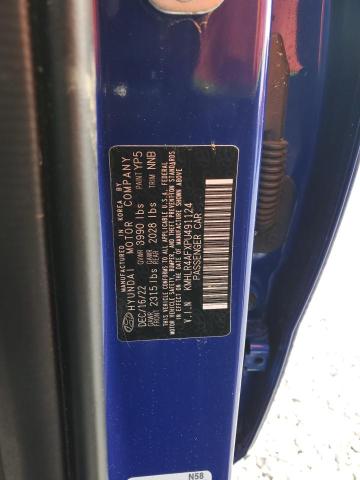 MANUFACTURED IN KOREA BY
HYUNDAI MOTOR COMPANY
DEC/16/22 GVWR 3990 lbs PAINT YP5
GAWR FRONT 2315 lbs GAWR REAR 2028 lbs TRIM NNB
THIS VEHICLE CONFORMS TO ALL APPLICABLE U.S.A. FEDERAL
MOTOR VEHICLE SAFETY, BUMPER, AND THEFT PREVENTION
STANDARDS IN EFFECT ON THE DATE OF MANUFACTURE SHOWN ABOVE
V.I.N KMHLR4AFXPU491124
PASSENGER CAR
N58